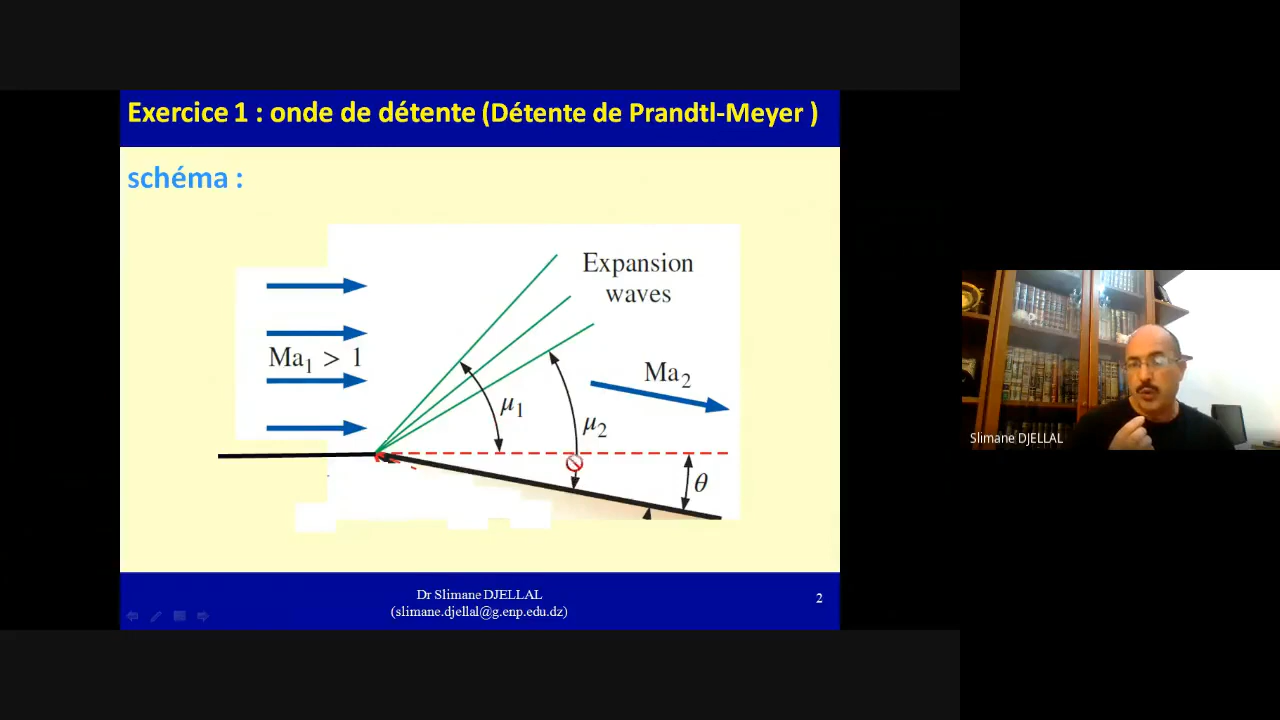 Exercice 1 : onde de détente (Détente de Prandtl-Meyer )
schéma :
Expansion
waves
Ma1 > 1
Ma2
μ1
μ2
θ
Slimane DJELLAL
Dr Slimane DJELLAL
(slimane.djellal@g.enp.edu.dz)
2